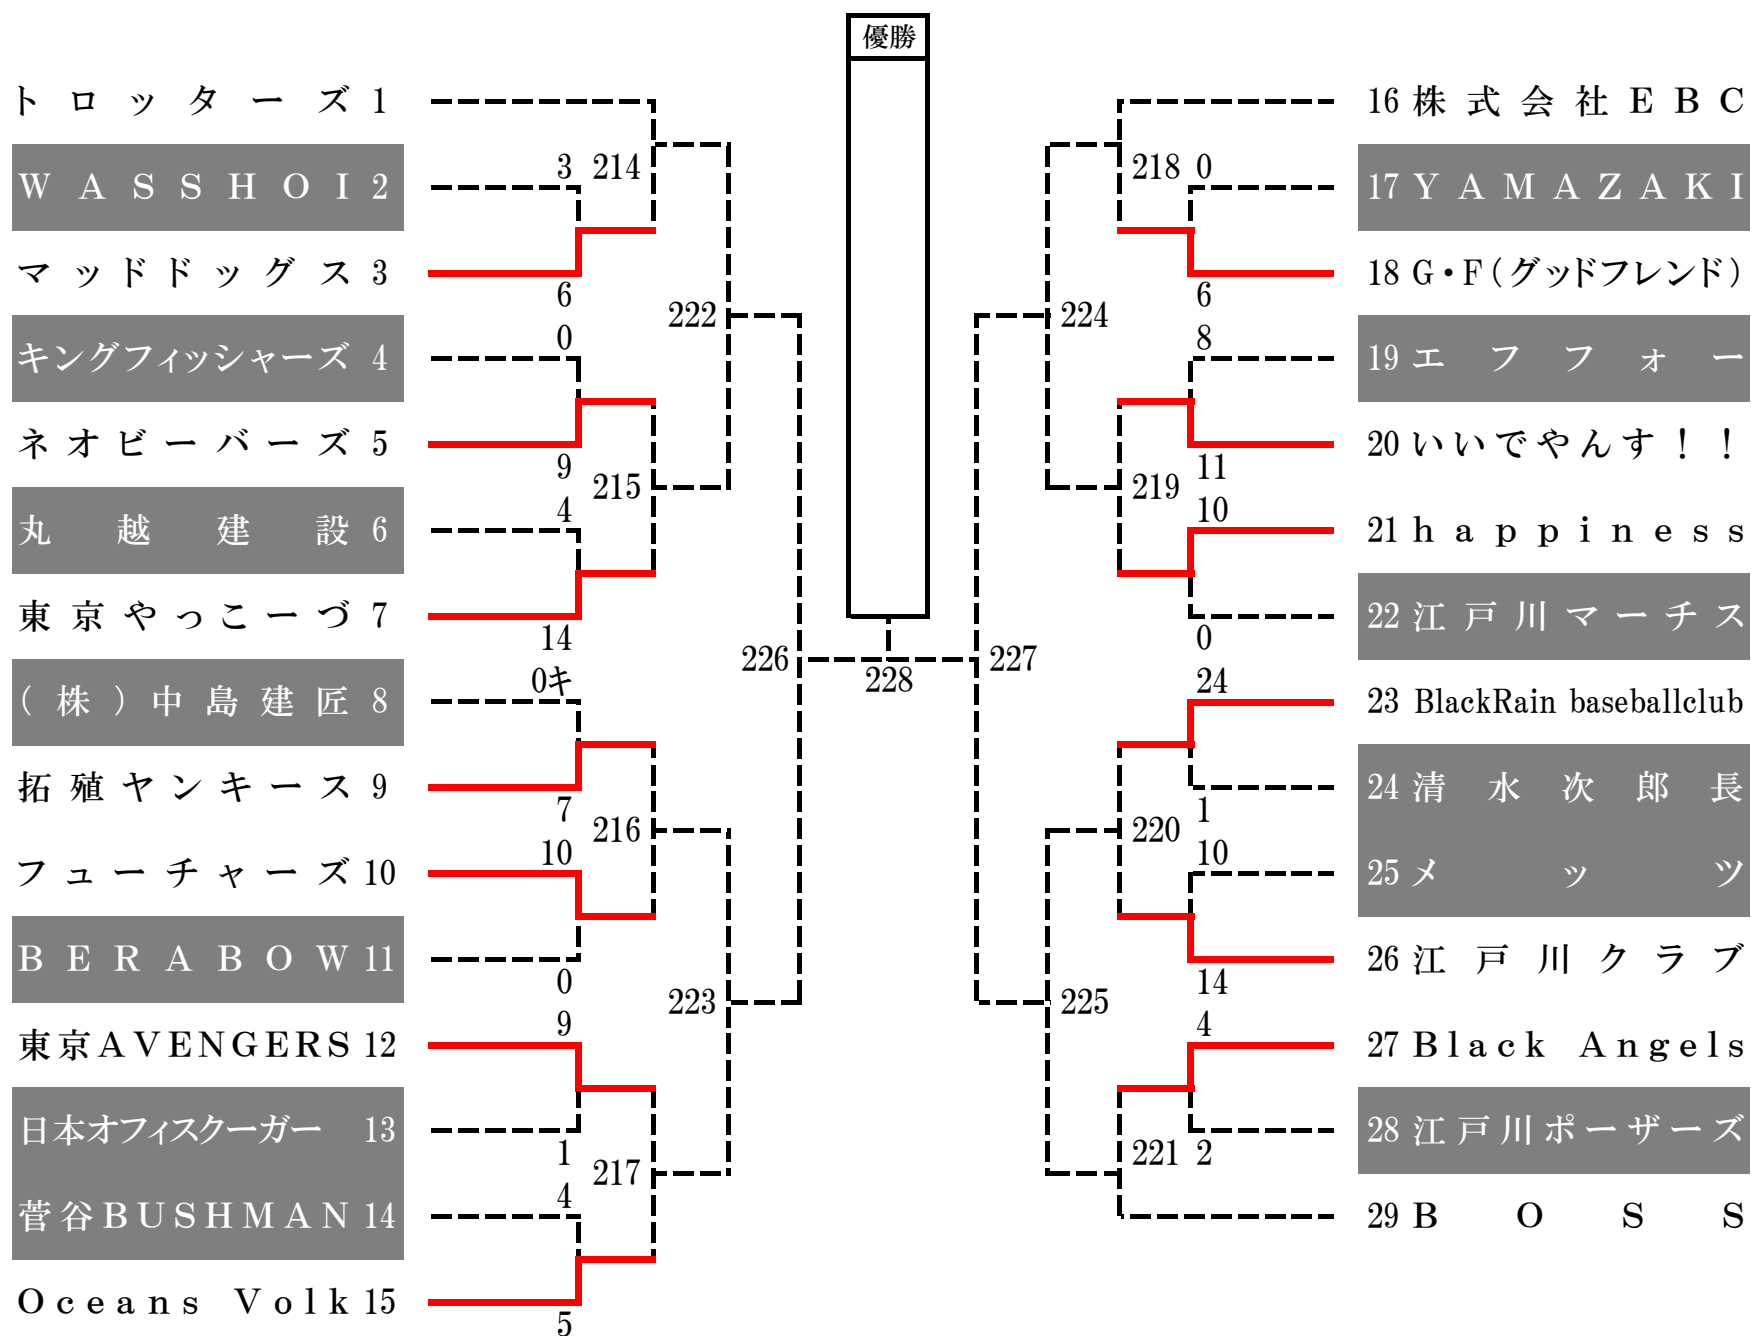 優勝
トロッターズ 1
WASSHOI 2
3
214
マッドドッグス 3
6
222
キングフィッシャーズ 4
0
ネオビーバーズ 5
9
215
丸越建設 6
4
東京やっこーづ 7
14
226
(株)中島建匠 8
0キ
拓殖ヤンキース 9
7
216
フューチャーズ 10
10
BERABOW 11
0
223
東京AVENGERS 12
9
日本オフィスクーガー 13
1
217
菅谷BUSHMAN 14
4
Oceans Volk 15
5
228
16 株式会社EBC
218
0
17 YAMAZAKI
18 G・F(グッドフレンド)
6
224
8
19 エフフォー
20 いいでやんす！！
11
219
10
21 happiness
22 江戸川マーチス
0
227
24
23 BlackRain baseballclub
24 清水次郎長
1
220
10
25 メッツ
26 江戸川クラブ
14
225
4
27 Black Angels
28 江戸川ポーザーズ
221
2
29 BOSS